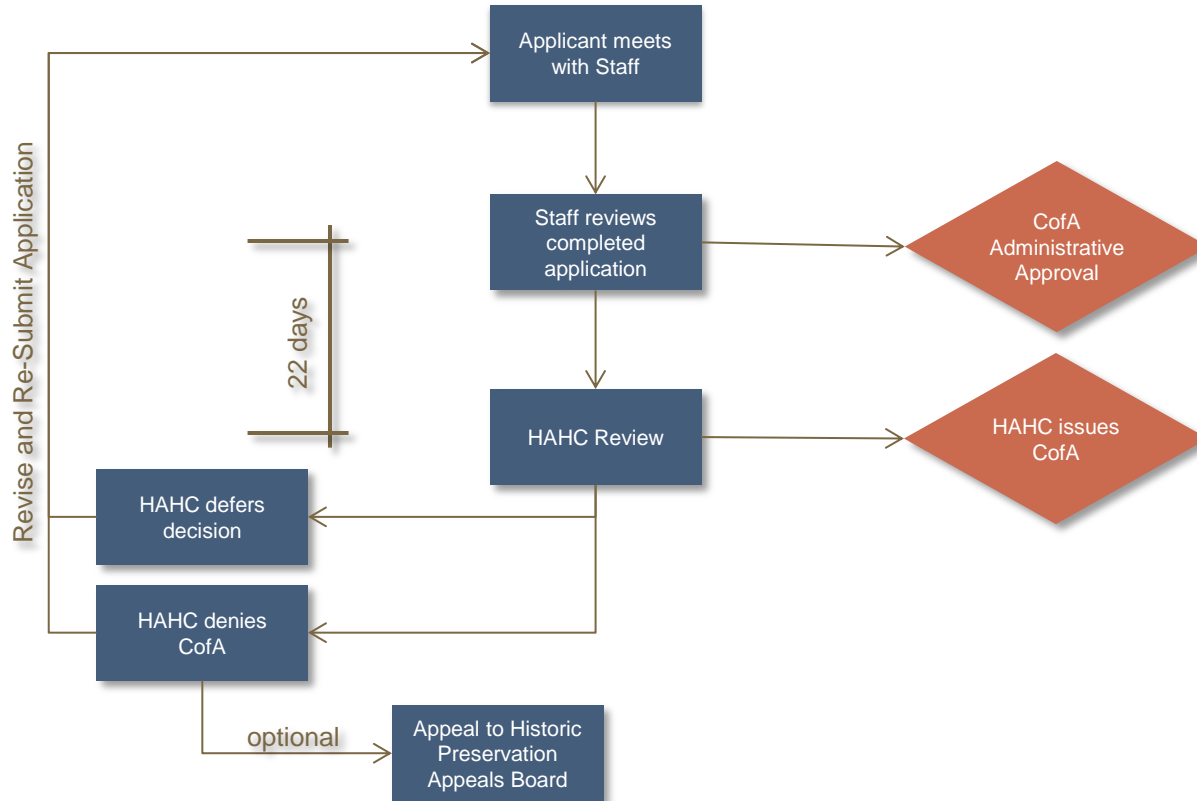 Applicant meets
with Staff
Revise and Re-Submit Application
Staff reviews
completed
application
CofA
Administrative
Approval
22 days
HAHC Review
HAHC issues
CofA
HAHC defers
decision
HAHC denies
CofA
optional
Appeal to Historic
Preservation
Appeals Board